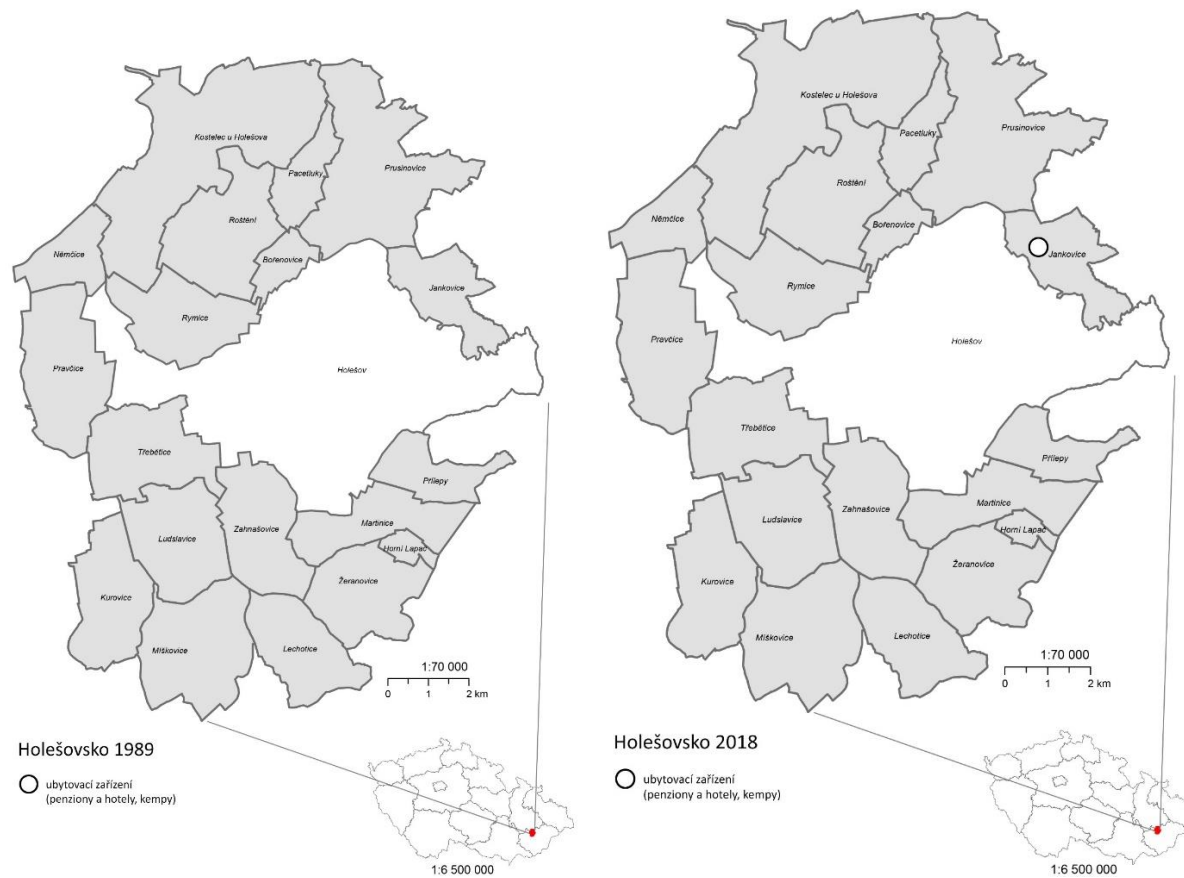 Kostelec u Holešova
Prusinovice
Pacetluky
Roštění
Němčice
Bořenovice
Jankovice
Rymice
Pravčice
Holešov
Třebětice
Přílepy
Martinice
Zahnašovice
Ludslavice
Horní Lapač
Žeranovice
Kurovice
Míškovice
Lechotice
1:70 000
0 1 2 km
Holešovsko 1989
ubytovací zařízení
(penziony a hotely, kempy)
1:6 500 000
Kostelec u Holešova
Prusinovice
Pacetluky
Roštění
Němčice
Bořenovice
Jankovice
Rymice
Pravčice
Holešov
Třebětice
Přílepy
Martinice
Zahnašovice
Ludslavice
Horní Lapač
Žeranovice
Kurovice
Míškovice
Lechotice
1:70 000
0 1 2 km
Holešovsko 2018
ubytovací zařízení
(penziony a hotely, kempy)
1:6 500 000